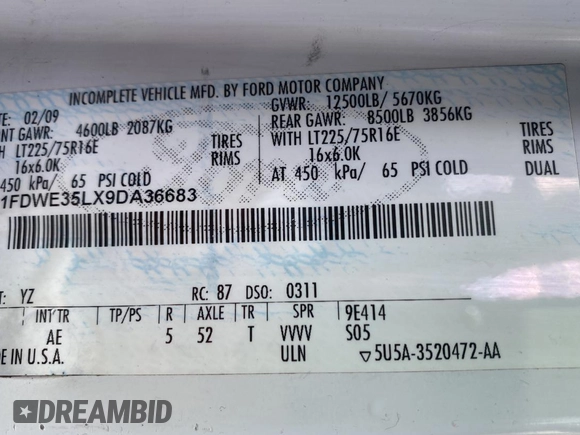 INCOMPLETE VEHICLE MFD. BY FORD MOTOR COMPANY
TE: 02/09 GVWR: 12500LB/ 5670KG
NT GAWR: 4600LB 2087KG REAR GAWR: 8500LB 3856KG
WITH LT225/75R16E TIRES WITH LT225/75R16E TIRES
16x6.0K RIMS 16x6.0K RIMS
450 kPa/ 65 PSI COLD AT 450 kPa/ 65 PSI COLD DUAL
1FDWE35LX9DA36683
T: YZ RC: 87 DSO: 0311
INT TR TP/PS R AXLE TR SPR 9E414
AE 5 52 T VVVV S05
DE IN U.S.A. ULN ▽5U5A-3520472-AA
DREAMBID